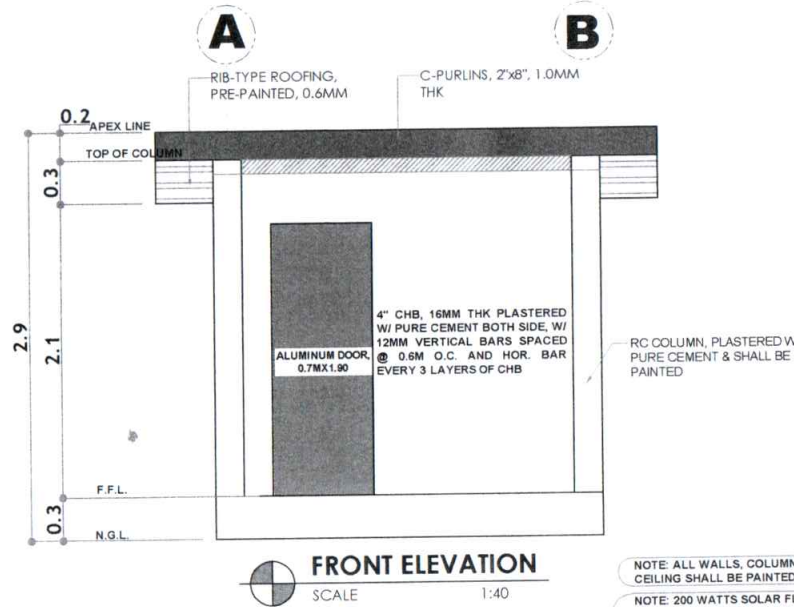 A
B
RIB-TYPE ROOFING,
PRE-PAINTED, 0.6MM
C-PURLINS, 2"x8", 1.0MM
THK
0.2
APEX LINE
TOP OF COLUMN
0.3
2.9
2.1
4" CHB, 16MM THK PLASTERED
W/ PURE CEMENT BOTH SIDE, W/
12MM VERTICAL BARS SPACED
@ 0.6M O.C. AND HOR. BAR
EVERY 3 LAYERS OF CHB
ALUMINUM DOOR,
0.7MX1.90
RC COLUMN, PLASTERED W
PURE CEMENT & SHALL BE
PAINTED
F.F.L.
0.3
N.G.L.
FRONT ELEVATION
SCALE 1:40
NOTE: ALL WALLS, COLUMN
CEILING SHALL BE PAINTED
NOTE: 200 WATTS SOLAR FL